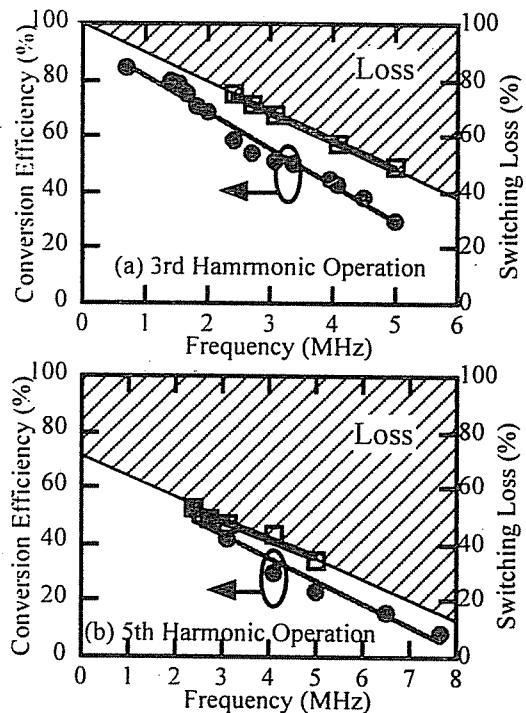 100
80
60
40
20
0
Conversion Efficiency (%)
Loss
100
80
60
40
20
0
Switching Loss (%)
(a) 3rd Hamrmonic Operation
0 1 2 3 4 5 6
Frequency (MHz)
100
80
60
40
20
0
Conversion Efficiency (%)
Loss
100
80
60
40
20
0
Switching Loss (%)
(b) 5th Harmonic Operation
0 1 2 3 4 5 6 7 8
Frequency (MHz)